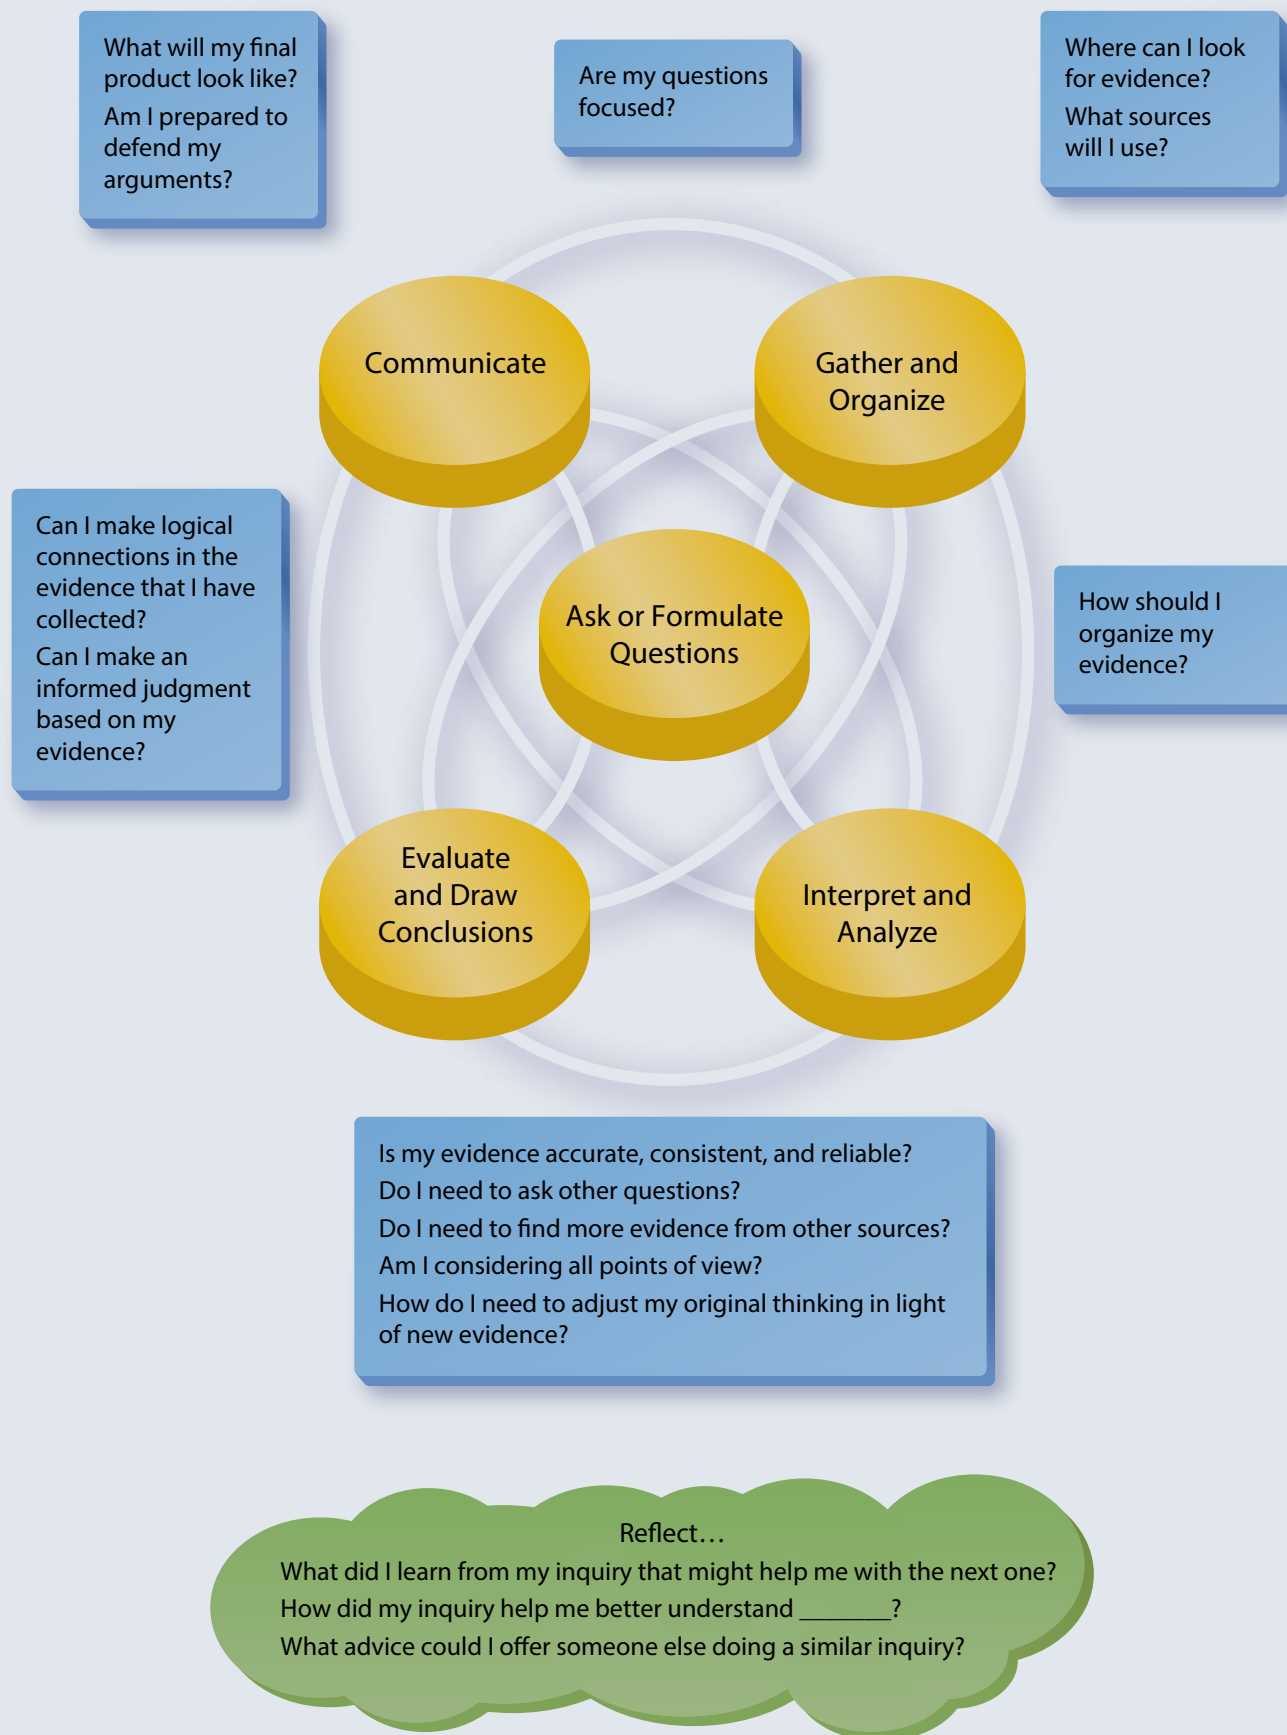 What will my final
product look like?
Am I prepared to
defend my
arguments?
Are my questions
focused?
Where can I look
for evidence?
What sources
will I use?
Communicate
Gather and
Organize
Can I make logical
connections in the
evidence that I have
collected?
Can I make an
informed judgment
based on my
evidence?
Ask or Formulate
Questions
How should I
organize my
evidence?
Evaluate
and Draw
Conclusions
Interpret and
Analyze
Is my evidence accurate, consistent, and reliable?
Do I need to ask other questions?
Do I need to find more evidence from other sources?
Am I considering all points of view?
How do I need to adjust my original thinking in light
of new evidence?
Reflect…
What did I learn from my inquiry that might help me with the next one?
How did my inquiry help me better understand _______?
What advice could I offer someone else doing a similar inquiry?